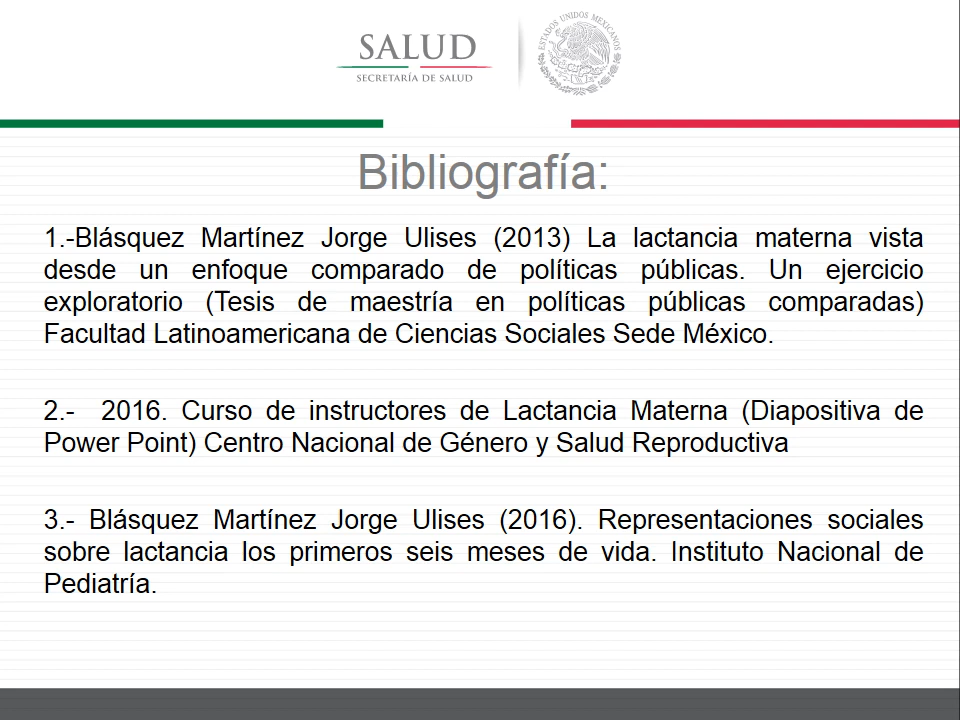 SALUD
SECRETARÍA DE SALUD
ESTADOS UNIDOS MEXICANOS
Bibliografía:
1.-Blásquez Martínez Jorge Ulises (2013) La lactancia materna vista
desde un enfoque comparado de políticas públicas. Un ejercicio
exploratorio (Tesis de maestría en políticas públicas comparadas)
Facultad Latinoamericana de Ciencias Sociales Sede México.
2.- 2016. Curso de instructores de Lactancia Materna (Diapositiva de
Power Point) Centro Nacional de Género y Salud Reproductiva
3.- Blásquez Martínez Jorge Ulises (2016). Representaciones sociales
sobre lactancia los primeros seis meses de vida. Instituto Nacional de
Pediatría.